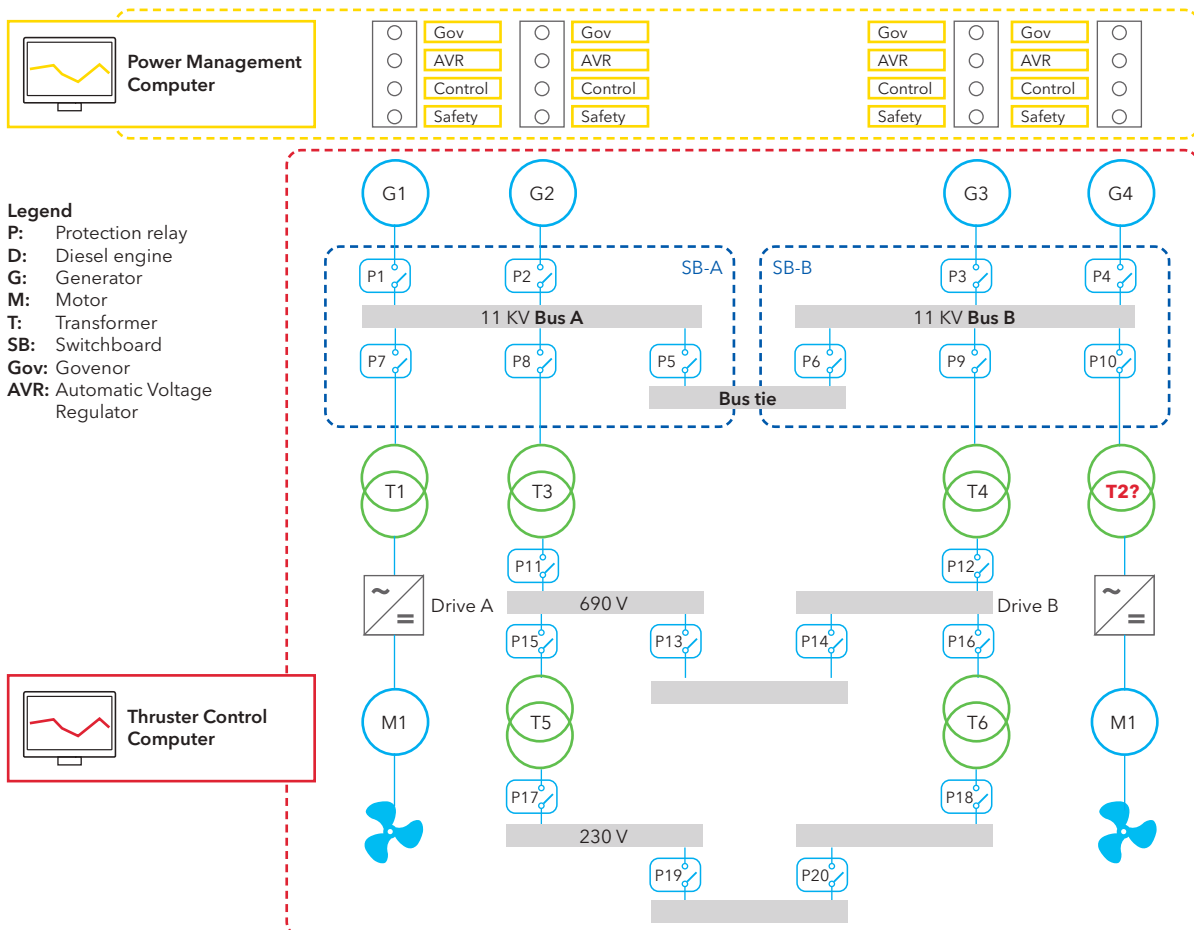 Power Management
Computer
Gov
AVR
Control
Safety
Gov
AVR
Control
Safety
Gov
AVR
Control
Safety
Gov
AVR
Control
Safety
Legend
P: Protection relay
D: Diesel engine
G: Generator
M: Motor
T: Transformer
SB: Switchboard
Gov: Govenor
AVR: Automatic Voltage
Regulator
G1
G2
G3
G4
SB-A
SB-B
P1
P2
P3
P4
11 KV Bus A
11 KV Bus B
P7
P8
P5
P6
P9
P10
Bus tie
T1
T3
T4
T2?
P11
P12
Drive A
690 V
Drive B
P15
P13
P14
P16
Thruster Control
Computer
M1
T5
T6
M1
P17
P18
230 V
P19
P20